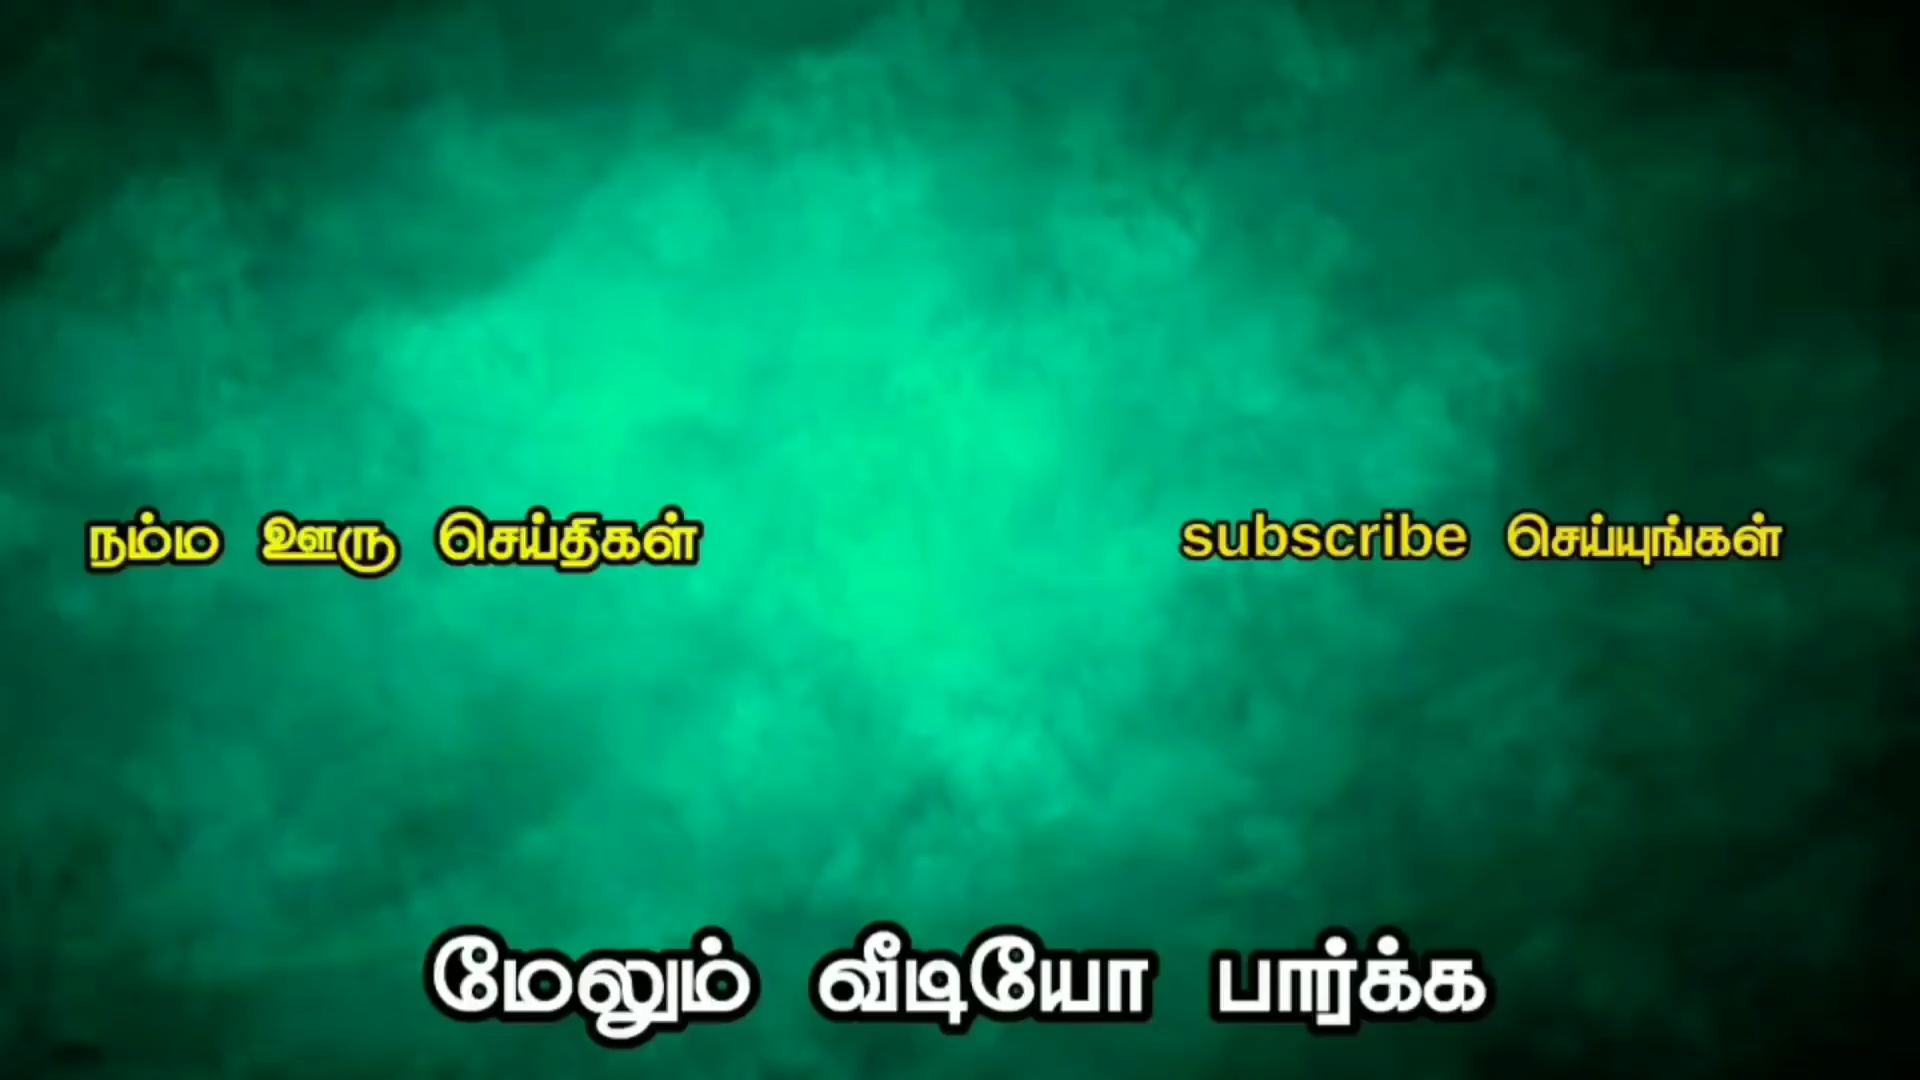 நம்ம ஊரு செய்திகள்
subscribe செய்யுங்கள்
மேலும் வீடியோ பார்க்க